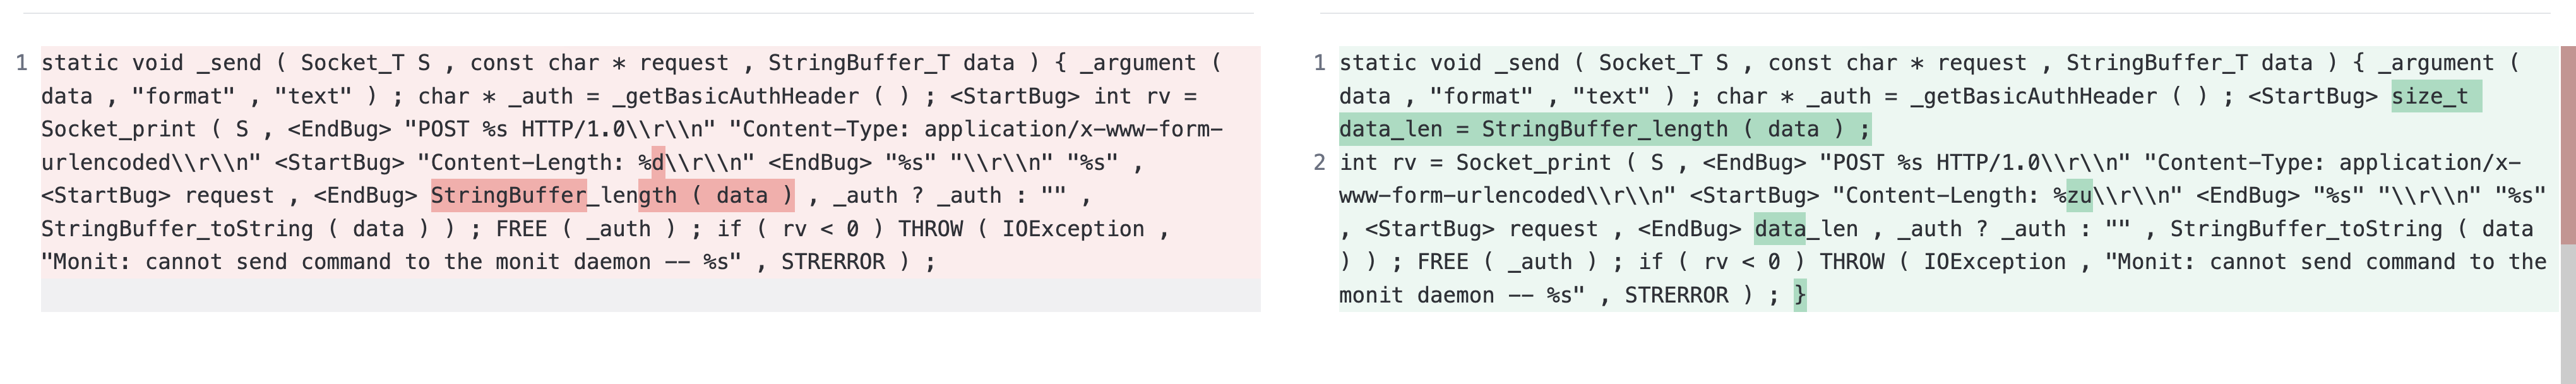 1 static void _send ( Socket_T S , const char * request , StringBuffer_T data ) { _argument (
data , "format" , "text" ) ; char * _auth = _getBasicAuthHeader ( ) ; <StartBug> int rv =
Socket_print ( S , <EndBug> "POST %s HTTP/1.0\\r\\n" "Content-Type: application/x-www-form-
urlencoded\\r\\n" <StartBug> "Content-Length: %d\\r\\n" <EndBug> "%s" "\\r\\n" "%s" ,
<StartBug> request , <EndBug> StringBuffer_length ( data ) , _auth ? _auth : "" ,
StringBuffer_toString ( data ) ) ; FREE ( _auth ) ; if ( rv < 0 ) THROW ( IOException ,
"Monit: cannot send command to the monit daemon -- %s" , STRERROR ) ;
1 static void _send ( Socket_T S , const char * request , StringBuffer_T data ) { _argument (
data , "format" , "text" ) ; char * _auth = _getBasicAuthHeader ( ) ; <StartBug> size_t
data_len = StringBuffer_length ( data ) ;
2 int rv = Socket_print ( S , <EndBug> "POST %s HTTP/1.0\\r\\n" "Content-Type: application/x-
www-form-urlencoded\\r\\n" <StartBug> "Content-Length: %zu\\r\\n" <EndBug> "%s" "\\r\\n" "%s"
, <StartBug> request , <EndBug> data_len , _auth ? _auth : "" , StringBuffer_toString ( data
) ) ; FREE ( _auth ) ; if ( rv < 0 ) THROW ( IOException , "Monit: cannot send command to the
monit daemon -- %s" , STRERROR ) ; }